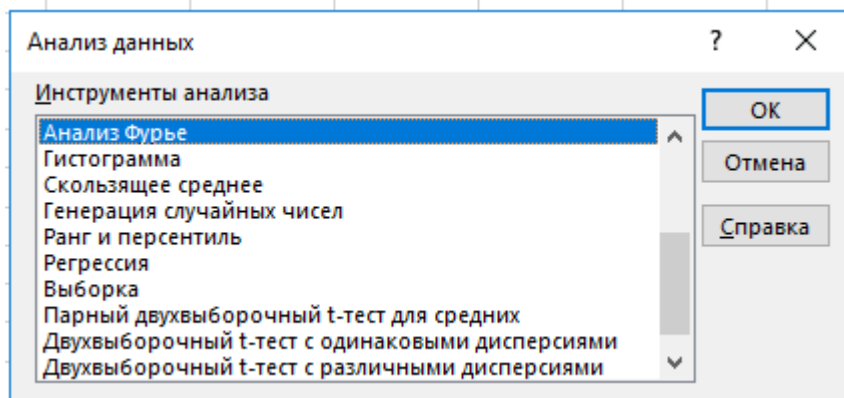 Анализ данных
?
Инструменты анализа
Анализ Фурье
Гистограмма
Скользящее среднее
Генерация случайных чисел
Ранг и персентиль
Регрессия
Выборка
Парный двухвыборочный t-тест для средних
Двухвыборочный t-тест с одинаковыми дисперсиями
Двухвыборочный t-тест с различными дисперсиями
ОК
Отмена
Справка